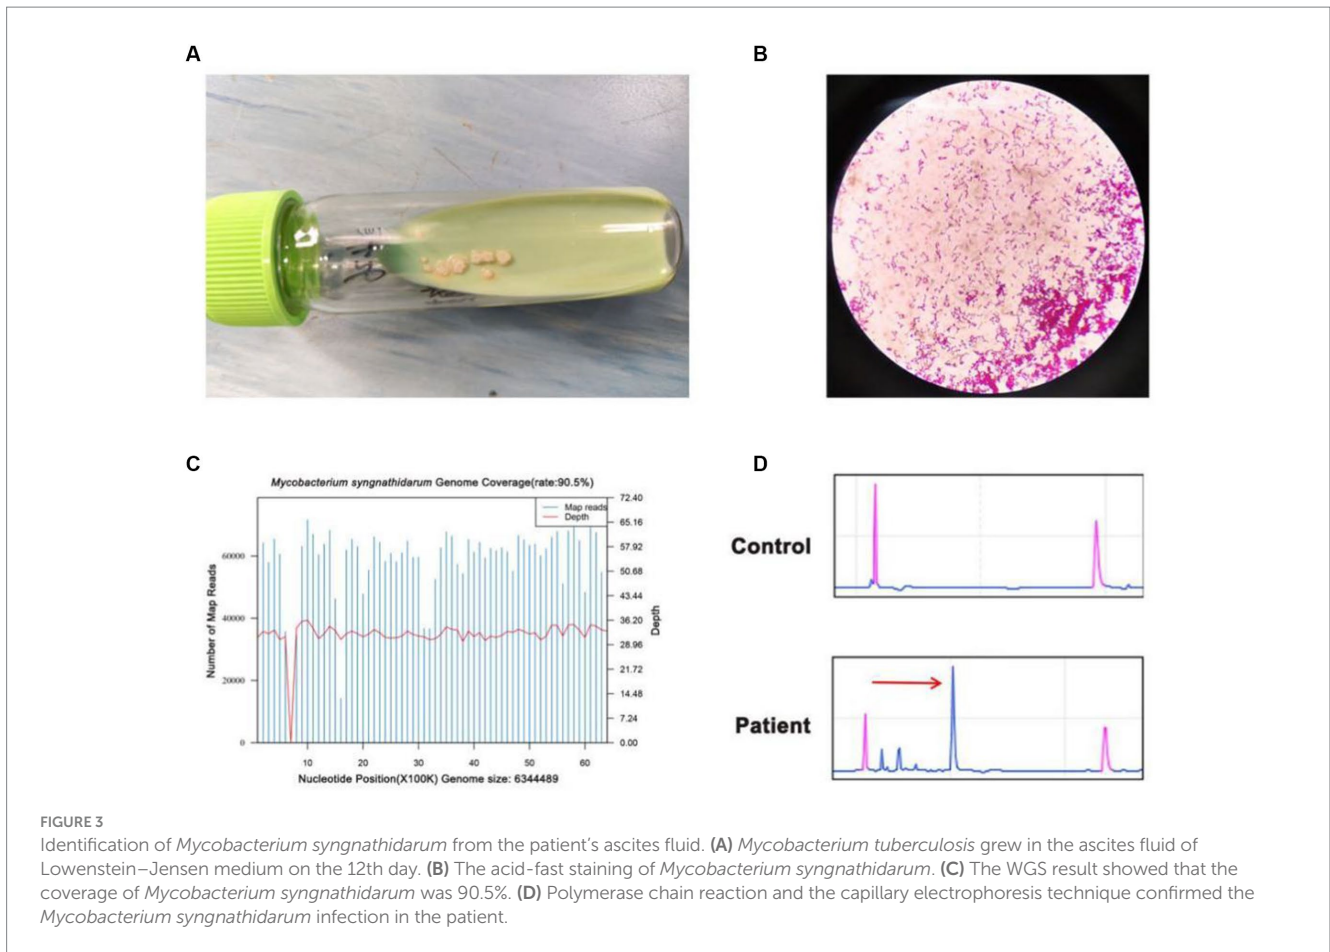 A
B
C
Mycobacterium syngnathidarum Genome Coverage(rate:90.5%)
Map reads
Depth
Number of Map Reads
60000
40000
20000
0
72.40
65.16
57.92
50.68
43.44
36.20
28.96
21.72
14.48
7.24
0.00
Depth
10 20 30 40 50 60
Nucleotide Position(X100K) Genome size: 6344489
D
Control
Patient
FIGURE 3
Identification of Mycobacterium syngnathidarum from the patient’s ascites fluid. (A) Mycobacterium tuberculosis grew in the ascites fluid of
Lowenstein–Jensen medium on the 12th day. (B) The acid-fast staining of Mycobacterium syngnathidarum. (C) The WGS result showed that the
coverage of Mycobacterium syngnathidarum was 90.5%. (D) Polymerase chain reaction and the capillary electrophoresis technique confirmed the
Mycobacterium syngnathidarum infection in the patient.